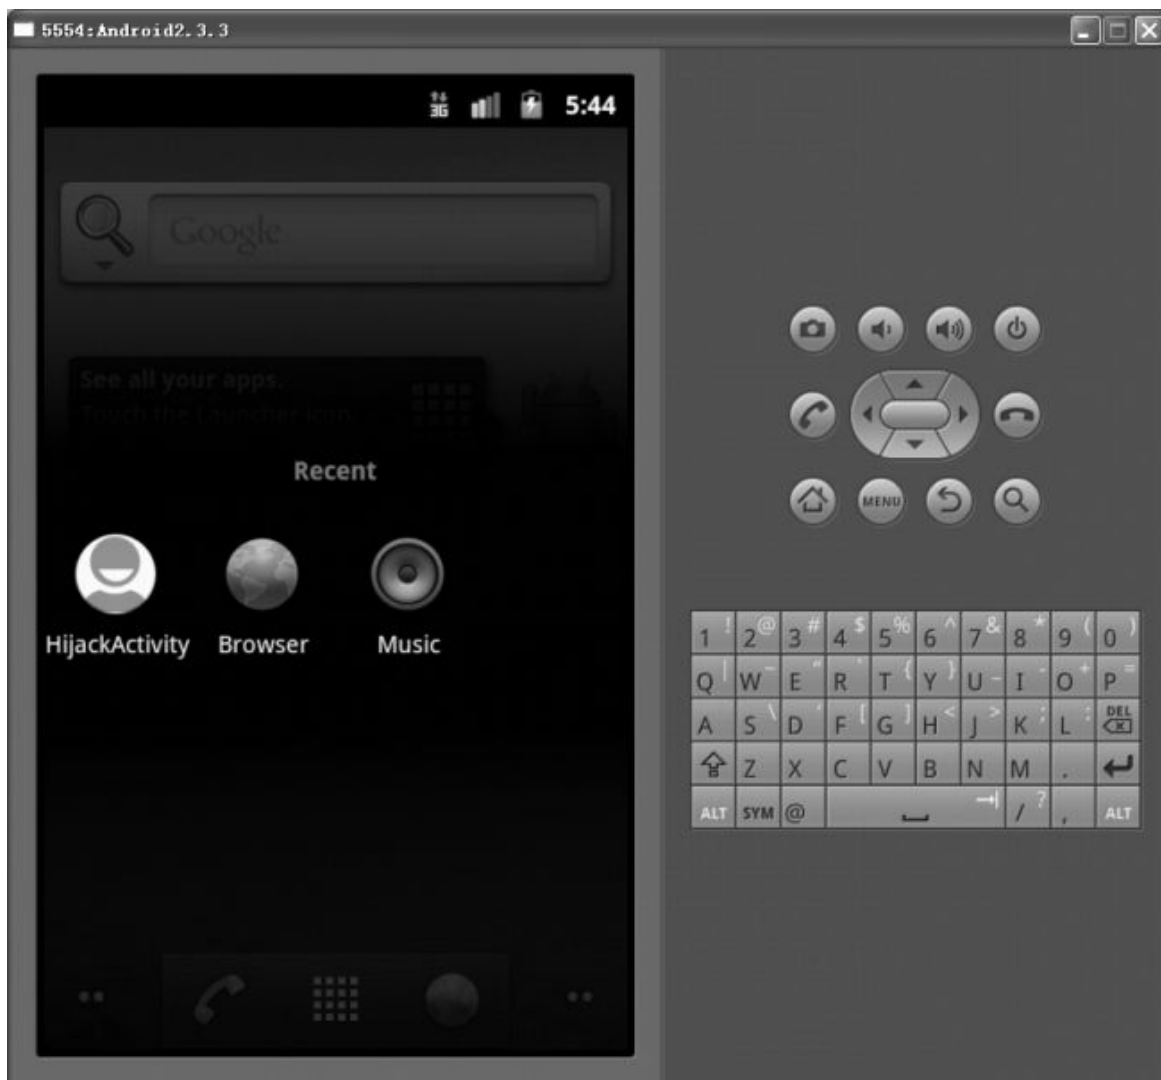 5554:Android2.3.3
3G 5:44
Google
See all your apps.
Touch the Launcher icon.
Recent
HijackActivity Browser Music
MENU
1 ! 2 @ 3 # 4 $ 5 % 6 ^ 7 & 8 * 9 ( 0 )
Q | W ~ E “ R ` T { Y } U _ I - O + P =
A S \ D ‘ F [ G ] H < J > K ; L : DEL
Z X C V B N M .
ALT SYM @ / ? , ALT